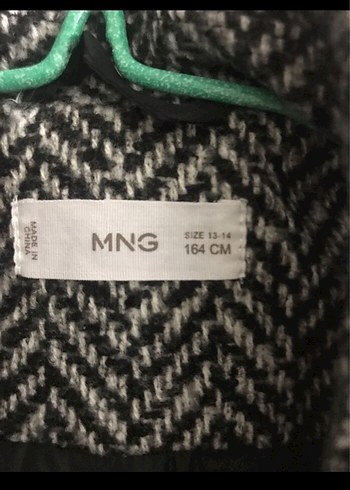 MADE IN
CHINA
MNG
SIZE 13-14
164 CM